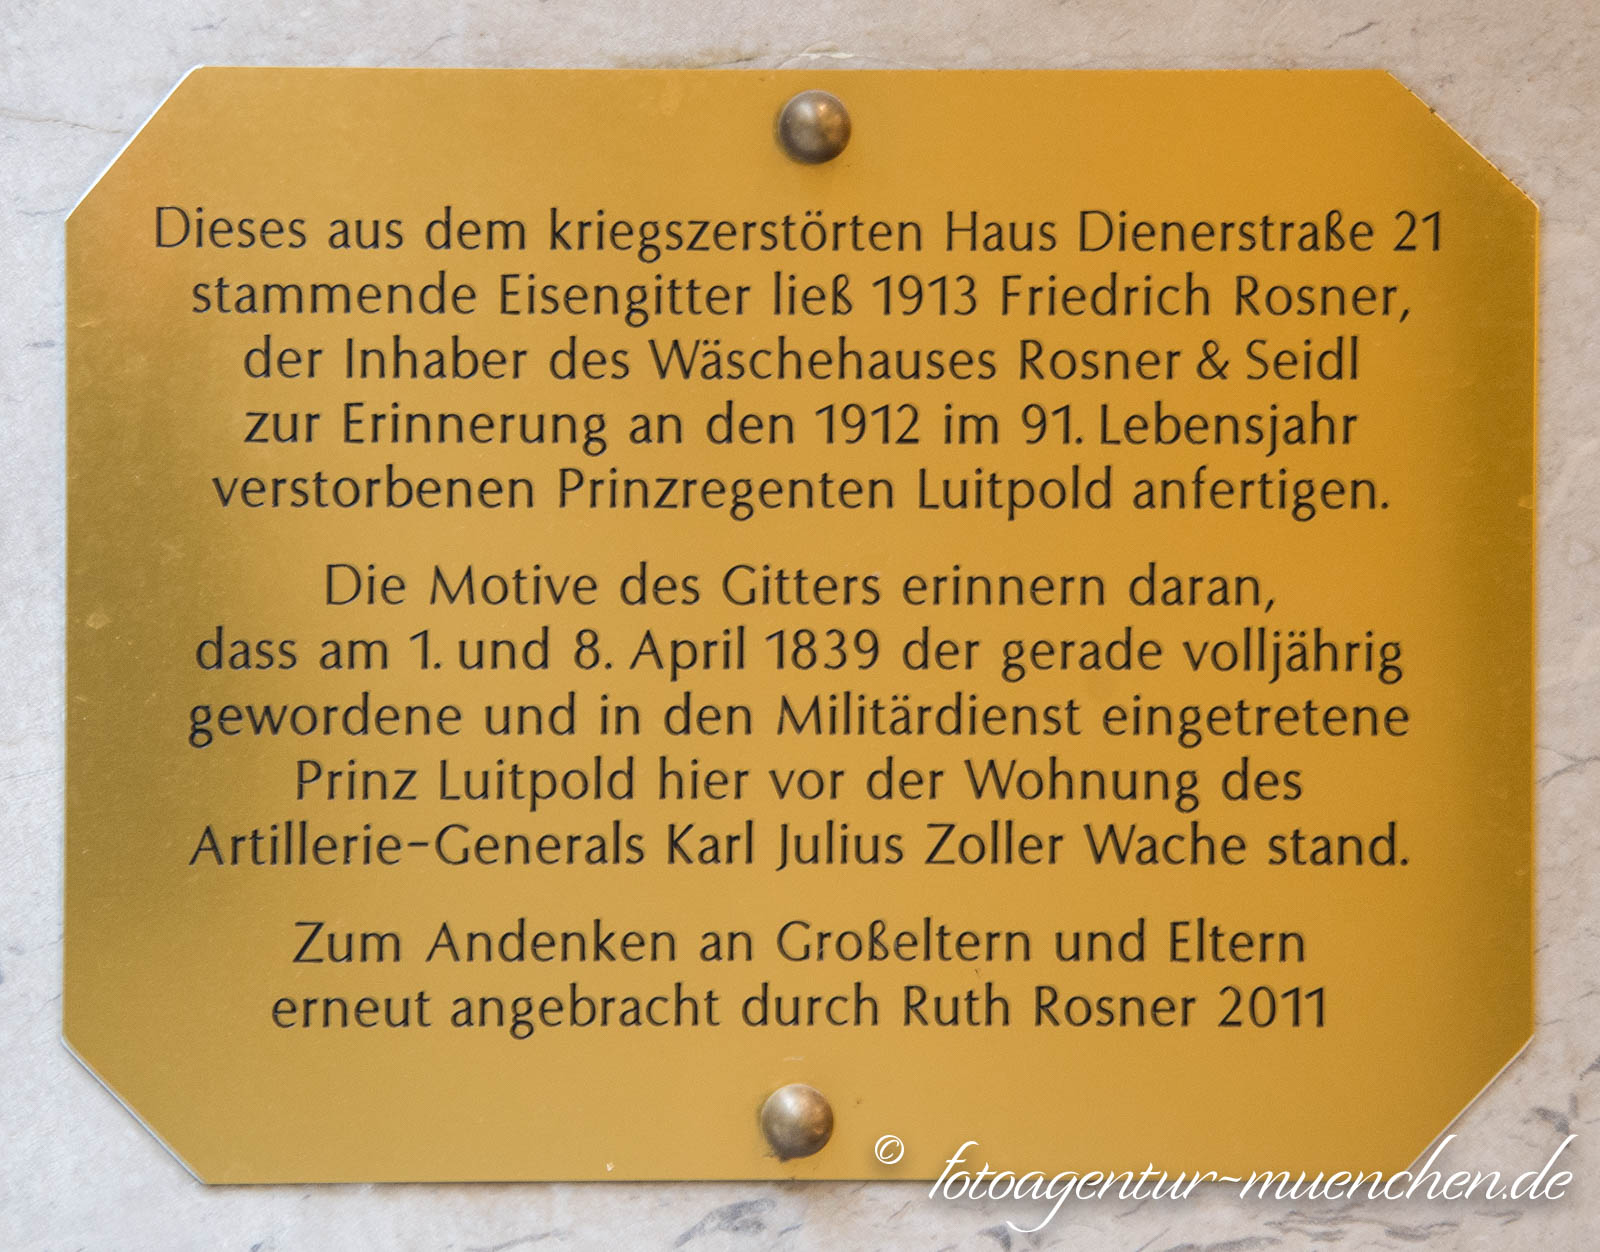 Dieses aus dem kriegszerstörten Haus Dienerstraße 21
stammende Eisengitter ließ 1913 Friedrich Rosner,
der Inhaber des Wäschehauses Rosner & Seidl
zur Erinnerung an den 1912 im 91. Lebensjahr
verstorbenen Prinzregenten Luitpold anfertigen.
Die Motive des Gitters erinnern daran,
dass am 1. und 8. April 1839 der gerade volljährig
gewordene und in den Militärdienst eingetretene
Prinz Luitpold hier vor der Wohnung des
Artillerie-Generals Karl Julius Zoller Wache stand.
Zum Andenken an Großeltern und Eltern
erneut angebracht durch Ruth Rosner 2011
© fotoagentur-muenchen.de